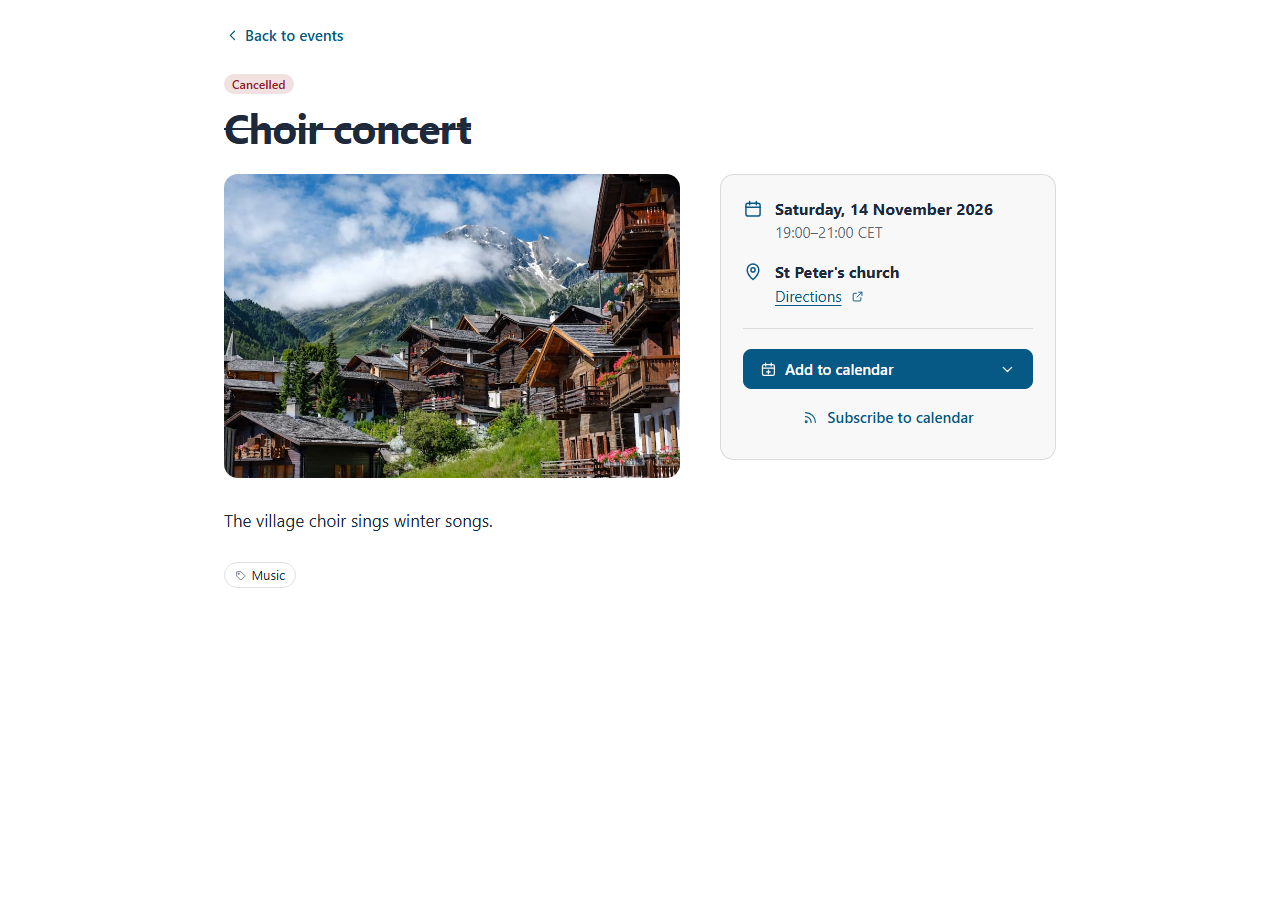 Back to events
Cancelled
Choir concert
Saturday, 14 November 2026
19:00–21:00 CET
St Peter's church
Directions
Add to calendar
Subscribe to calendar
The village choir sings winter songs.
Music